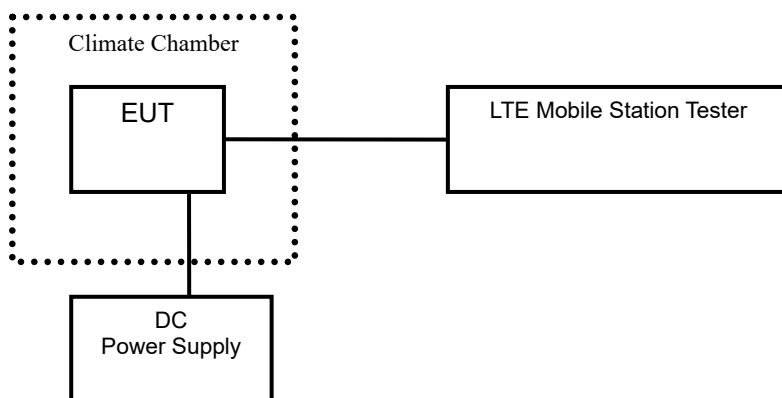 Climate Chamber
EUT
LTE Mobile Station Tester
DC
Power Supply